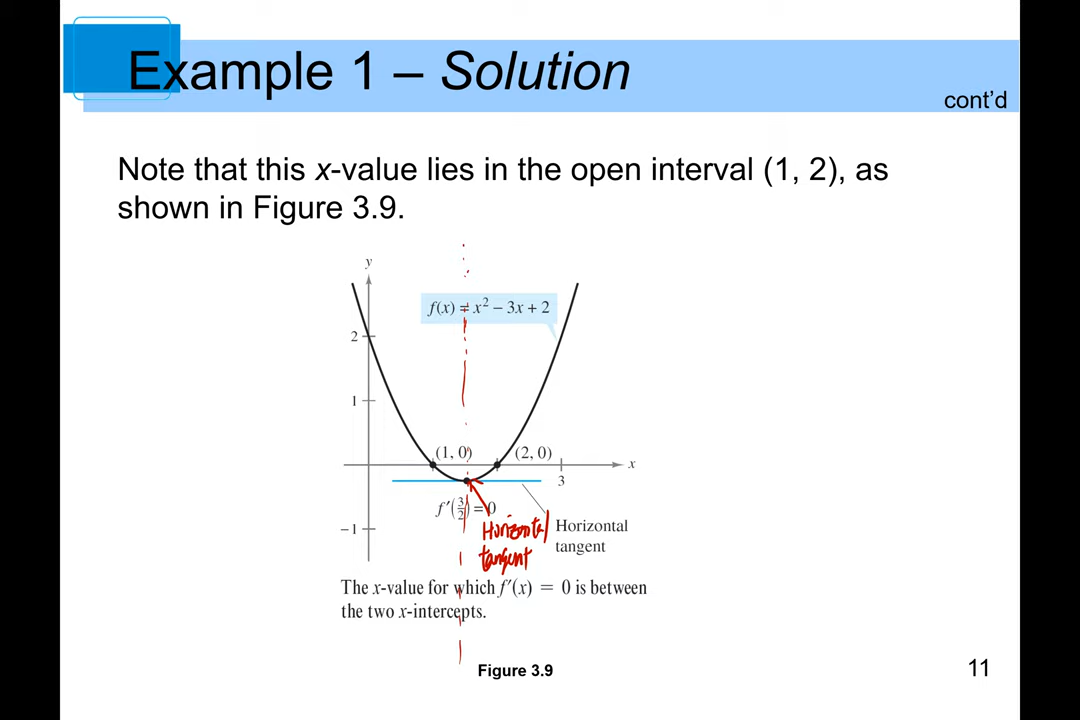 Example 1 – Solution
cont'd
Note that this x-value lies in the open interval (1, 2), as
shown in Figure 3.9.
y
f(x) = x² − 3x + 2
2
1
(1, 0)
(2, 0)
x
3
f′(3/2) = 0
−1
Horizontal
tangent
Horizontal
tangent
The x-value for which f′(x) = 0 is between
the two x-intercepts.
Figure 3.9
11